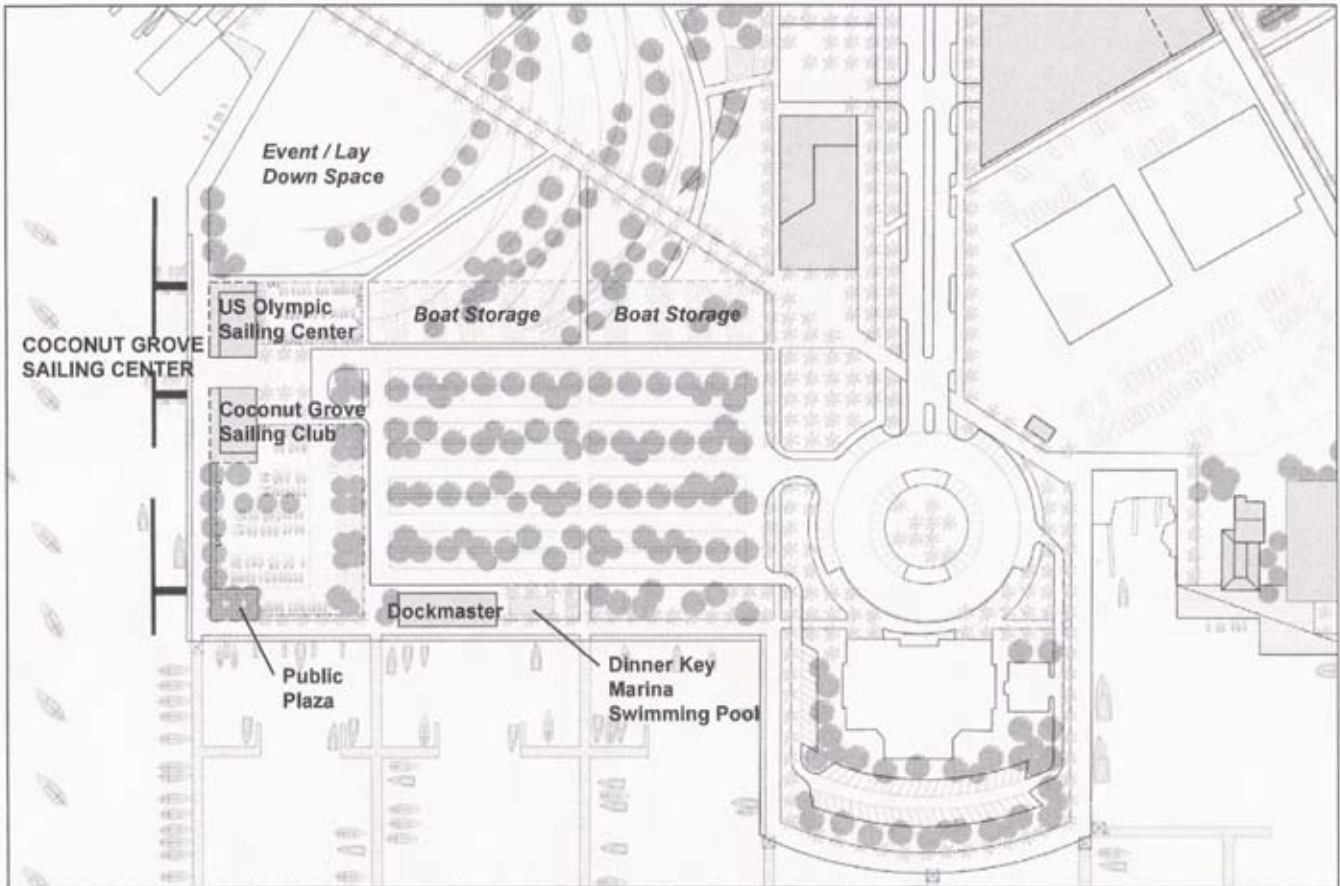 Event / Lay
Down Space
US Olympic
Sailing Center
Boat Storage
Boat Storage
COCONUT GROVE
SAILING CENTER
Coconut Grove
Sailing Club
Dockmaster
Public
Plaza
Dinner Key
Marina
Swimming Pool